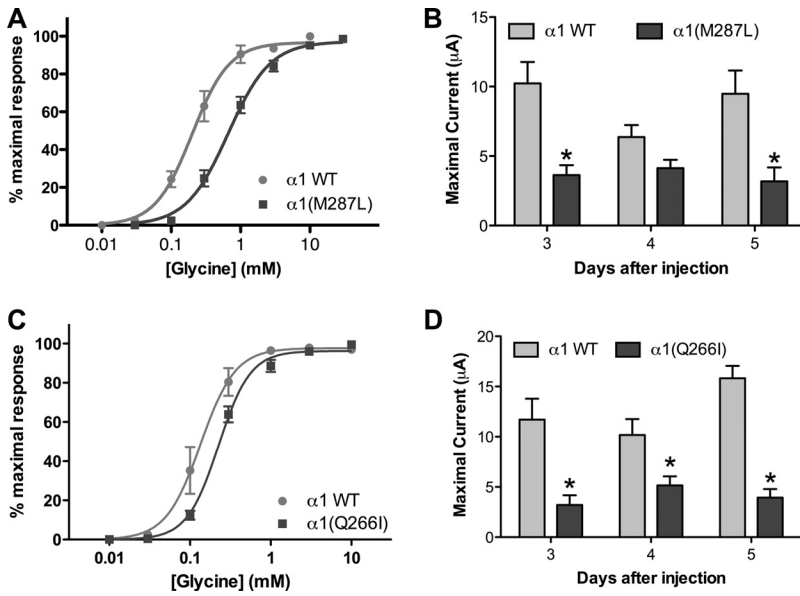 A
% maximal response
100
80
60
40
20
0
α1 WT
α1(M287L)
0.01 0.1 1 10
[Glycine] (mM)
B
Maximal Current (μA)
15
10
5
0
α1 WT α1(M287L)
*
*
3 4 5
Days after injection
C
% maximal response
100
80
60
40
20
0
α1 WT
α1(Q266I)
0.01 0.1 1 10
[Glycine] (mM)
D
Maximal Current (μA)
20
15
10
5
0
α1 WT α1(Q266I)
*
*
*
3 4 5
Days after injection